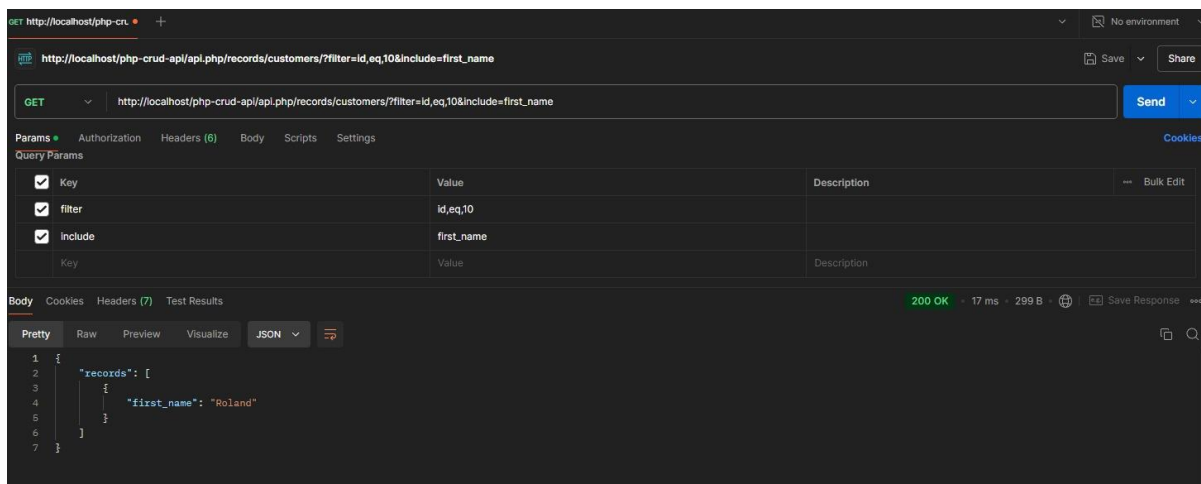 GET http://localhost/php-cru
No environment
HTTP http://localhost/php-crud-api/api.php/records/customers/?filter=id,eq,10&include=first_name
Save
Share
GET http://localhost/php-crud-api/api.php/records/customers/?filter=id,eq,10&include=first_name
Send
Params Authorization Headers (6) Body Scripts Settings
Cookies
Query Params
Key Value Description Bulk Edit
filter id,eq,10
include first_name
Key Value Description
Body Cookies Headers (7) Test Results
200 OK 17 ms 299 B Save Response
Pretty Raw Preview Visualize JSON
1 {
2 "records": [
3 {
4 "first_name": "Roland"
5 }
6 ]
7 }